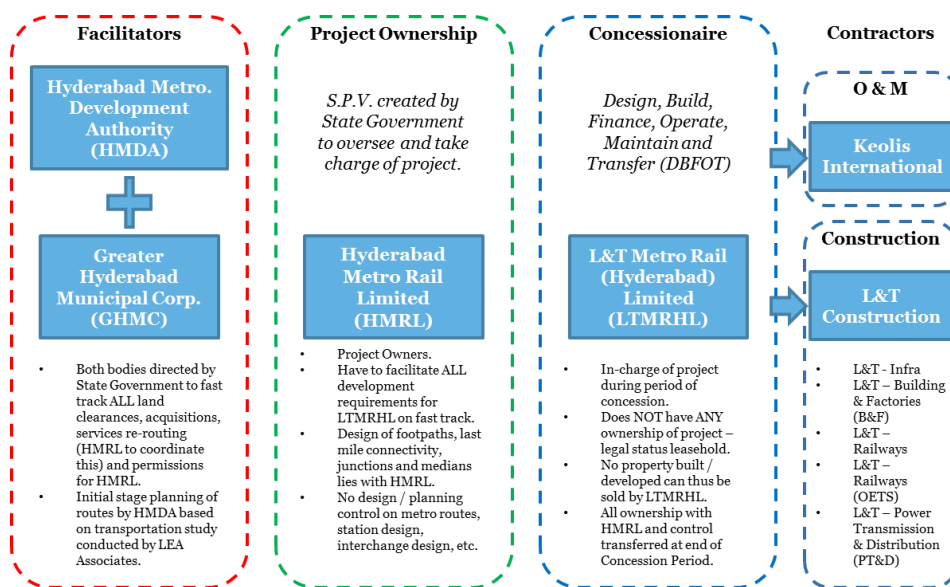 Facilitators
Hyderabad Metro.
Development
Authority
(HMDA)
Greater
Hyderabad
Municipal Corp.
(GHMC)
• Both bodies directed by
State Government to fast
track ALL land
clearances, acquisitions,
services re-routing
(HMRL to coordinate
this) and permissions
for HMRL.
• Initial stage planning of
routes by HMDA based
on transportation study
conducted by LEA
Associates.
Project Ownership
S.P.V. created by
State Government
to oversee and take
charge of project.
Hyderabad
Metro Rail
Limited
(HMRL)
• Project Owners.
• Have to facilitate ALL
development
requirements for
LTMRHL on fast track.
• Design of footpaths, last
mile connectivity,
junctions and medians
lies with HMRL.
• No design / planning
control on metro routes,
station design,
interchange design, etc.
Concessionaire
Design, Build,
Finance, Operate,
Maintain and
Transfer (DBFOT)
L&T Metro Rail
(Hyderabad)
Limited
(LTMRHL)
• In-charge of project
during period of
concession.
• Does NOT have ANY
ownership of project –
legal status leasehold.
• No property built /
developed can thus be
sold by LTMRHL.
• All ownership with
HMRL and control
transferred at end of
Concession Period.
Contractors
O & M
Keolis
International
Construction
L&T
Construction
• L&T - Infra
• L&T – Building &
& Factories
(B&F)
• L&T –
Railways
• L&T –
Railways
(OETS)
• L&T – Power
Transmission
& Distribution
(PT&D)